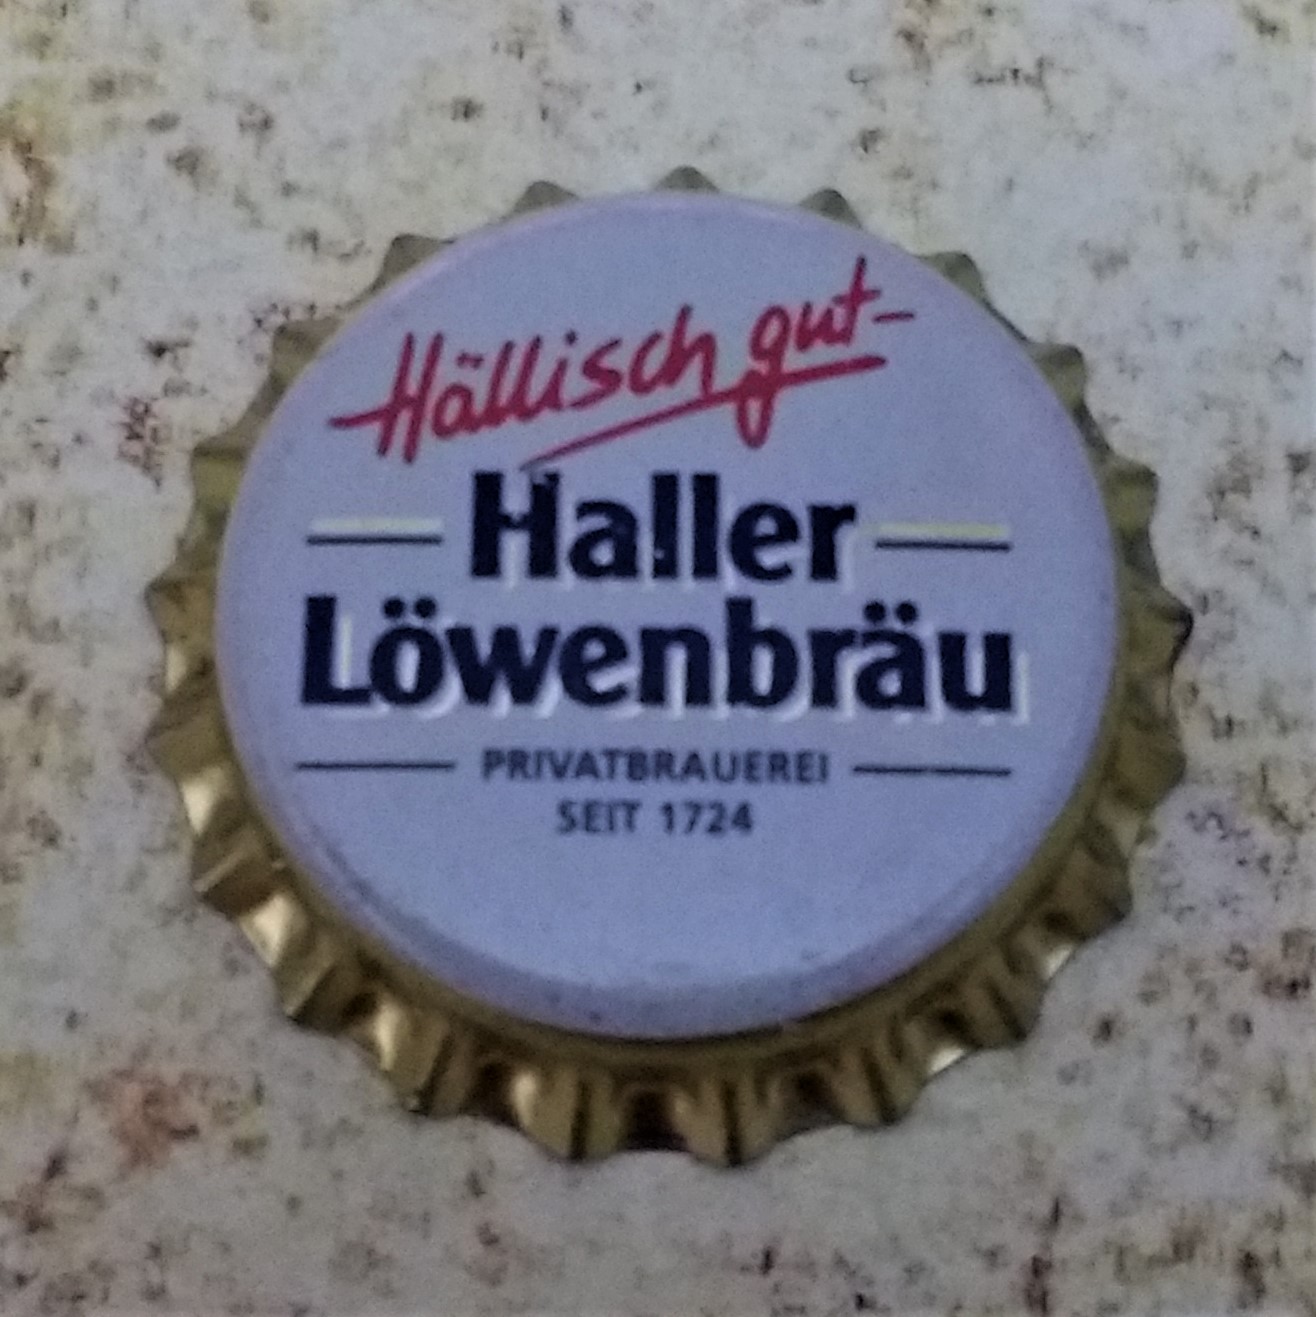 Hällisch gut-
Haller
Löwenbräu
PRIVATBRAUEREI
SEIT 1724